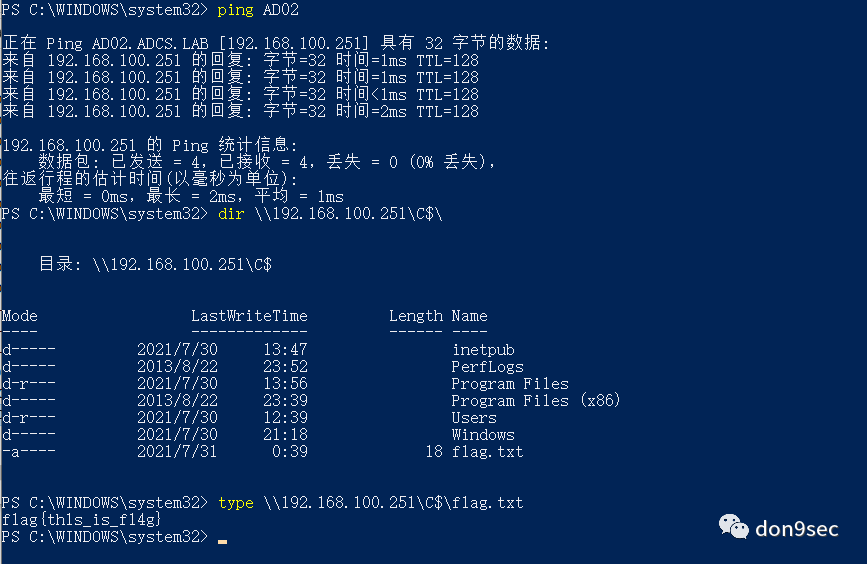 PS C:\WINDOWS\system32> ping AD02
正在 Ping AD02.ADCS.LAB [192.168.100.251] 具有 32 字节的数据:
来自 192.168.100.251 的回复: 字节=32 时间=1ms TTL=128
来自 192.168.100.251 的回复: 字节=32 时间=1ms TTL=128
来自 192.168.100.251 的回复: 字节=32 时间<1ms TTL=128
来自 192.168.100.251 的回复: 字节=32 时间=2ms TTL=128
192.168.100.251 的 Ping 统计信息:
数据包: 已发送 = 4，已接收 = 4，丢失 = 0 (0% 丢失)，
往返行程的估计时间(以毫秒为单位):
最短 = 0ms，最长 = 2ms，平均 = 1ms
PS C:\WINDOWS\system32> dir \\192.168.100.251\C$\
目录: \\192.168.100.251\C$
Mode LastWriteTime Length Name
---- ------------- ------ ----
d----- 2021/7/30 13:47 inetpub
d----- 2013/8/22 23:52 PerfLogs
d-r--- 2021/7/30 13:56 Program Files
d----- 2013/8/22 23:39 Program Files (x86)
d-r--- 2021/7/30 12:39 Users
d----- 2021/7/30 21:18 Windows
-a---- 2021/7/31 0:39 18 flag.txt
PS C:\WINDOWS\system32> type \\192.168.100.251\C$\flag.txt
flag{th1s_is_fl4g}
PS C:\WINDOWS\system32>
don9sec